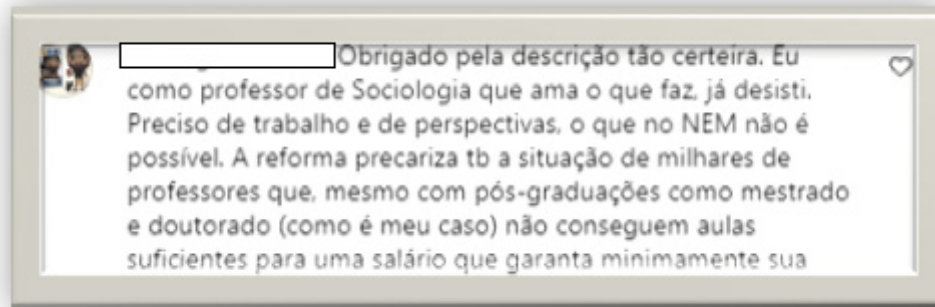 Obrigado pela descrição tão certeira. Eu
como professor de Sociologia que ama o que faz, já desisti.
Preciso de trabalho e de perspectivas, o que no NEM não é
possível. A reforma precariza tb a situação de milhares de
professores que, mesmo com pós-graduações como mestrado
e doutorado (como é meu caso) não conseguem aulas
suficientes para uma salário que garanta minimamente sua